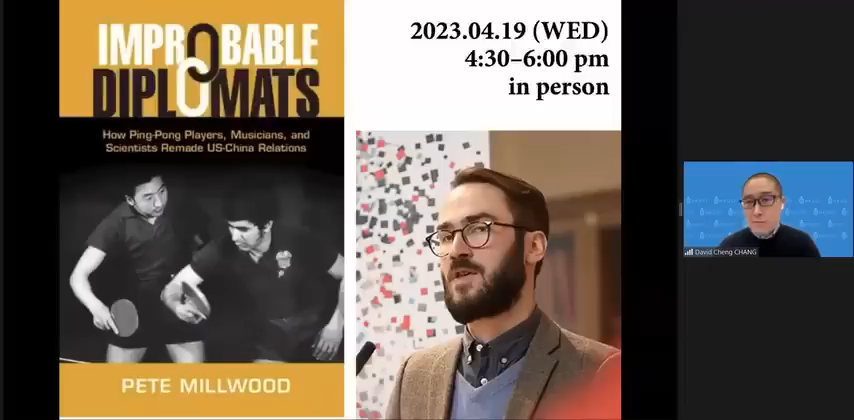 IMPROBABLE
DIPLOMATS
How Ping-Pong Players, Musicians, and
Scientists Remade US-China Relations
PETE MILLWOOD
2023.04.19 (WED)
4:30–6:00 pm
in person
David Cheng CHANG